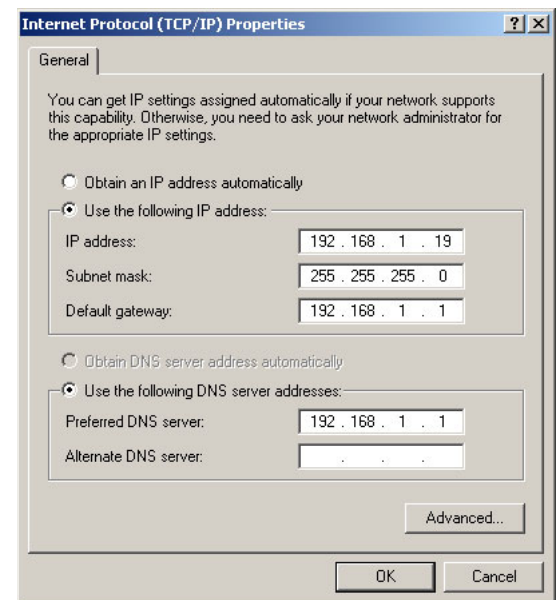 Internet Protocol (TCP/IP) Properties
General
You can get IP settings assigned automatically if your network supports
this capability. Otherwise, you need to ask your network administrator for
the appropriate IP settings.
Obtain an IP address automatically
Use the following IP address:
IP address: 192 . 168 . 1 . 19
Subnet mask: 255 . 255 . 255 . 0
Default gateway: 192 . 168 . 1 . 1
Obtain DNS server address automatically
Use the following DNS server addresses:
Preferred DNS server: 192 . 168 . 1 . 1
Alternate DNS server: . . .
Advanced...
OK Cancel